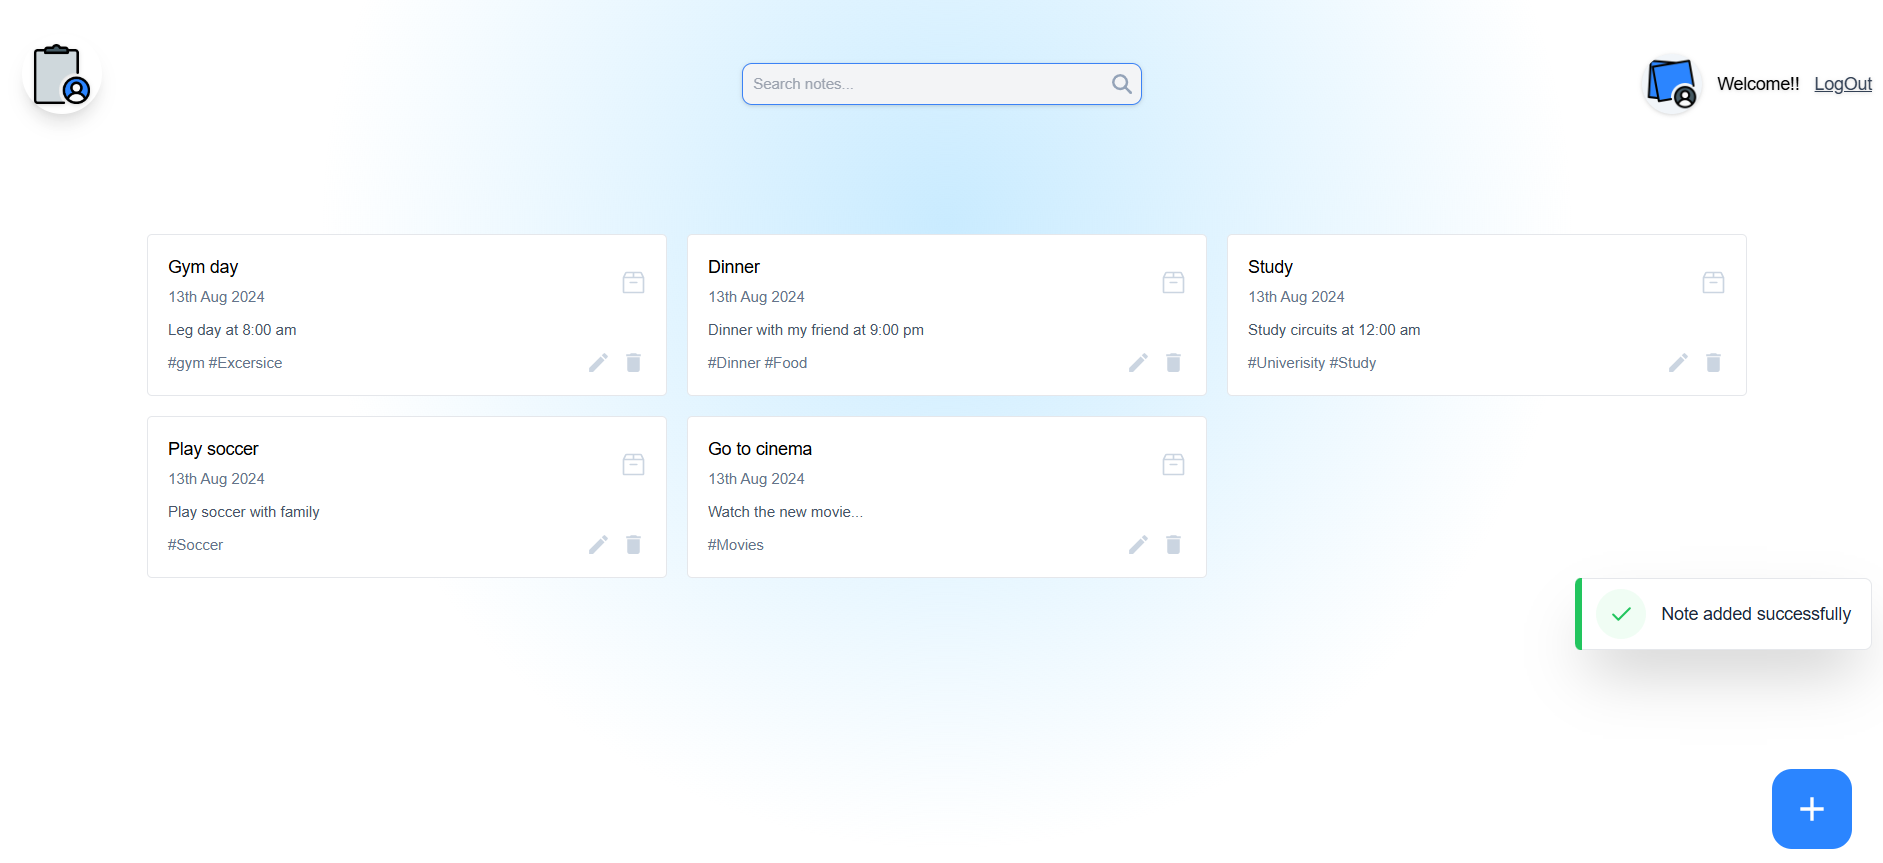 Search notes...
Welcome!! LogOut
Gym day
13th Aug 2024
Leg day at 8:00 am
#gym #Excersice
Dinner
13th Aug 2024
Dinner with my friend at 9:00 pm
#Dinner #Food
Study
13th Aug 2024
Study circuits at 12:00 am
#Univerisity #Study
Play soccer
13th Aug 2024
Play soccer with family
#Soccer
Go to cinema
13th Aug 2024
Watch the new movie...
#Movies
Note added successfully